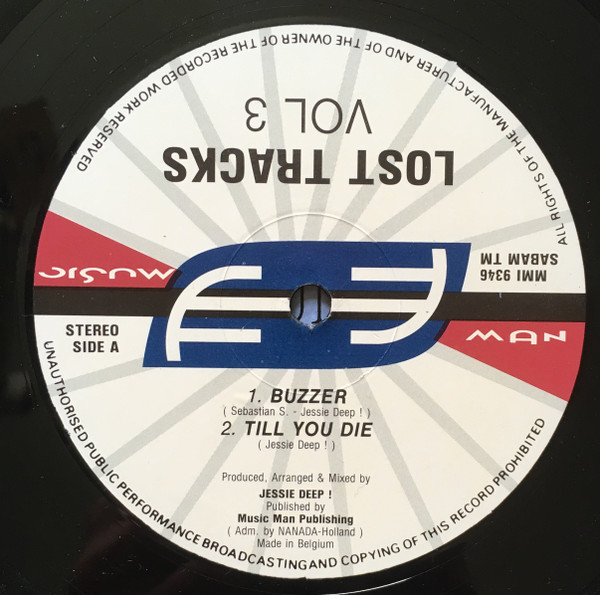 LOST TRACKS
VOL 3
music
man
MMI 9346
SABAM TM
STEREO
SIDE A
1. BUZZER
( Sebastian S. - Jessie Deep ! )
2. TILL YOU DIE
( Jessie Deep ! )
Produced, Arranged & Mixed by
JESSIE DEEP !
Published by
Music Man Publishing
( Adm. by NANADA-Holland )
Made in Belgium
ALL RIGHTS OF THE MANUFACTURER AND OF THE OWNER OF THE RECORDED WORK RESERVED
UNAUTHORISED PUBLIC PERFORMANCE BROADCASTING AND COPYING OF THIS RECORD PROHIBITED